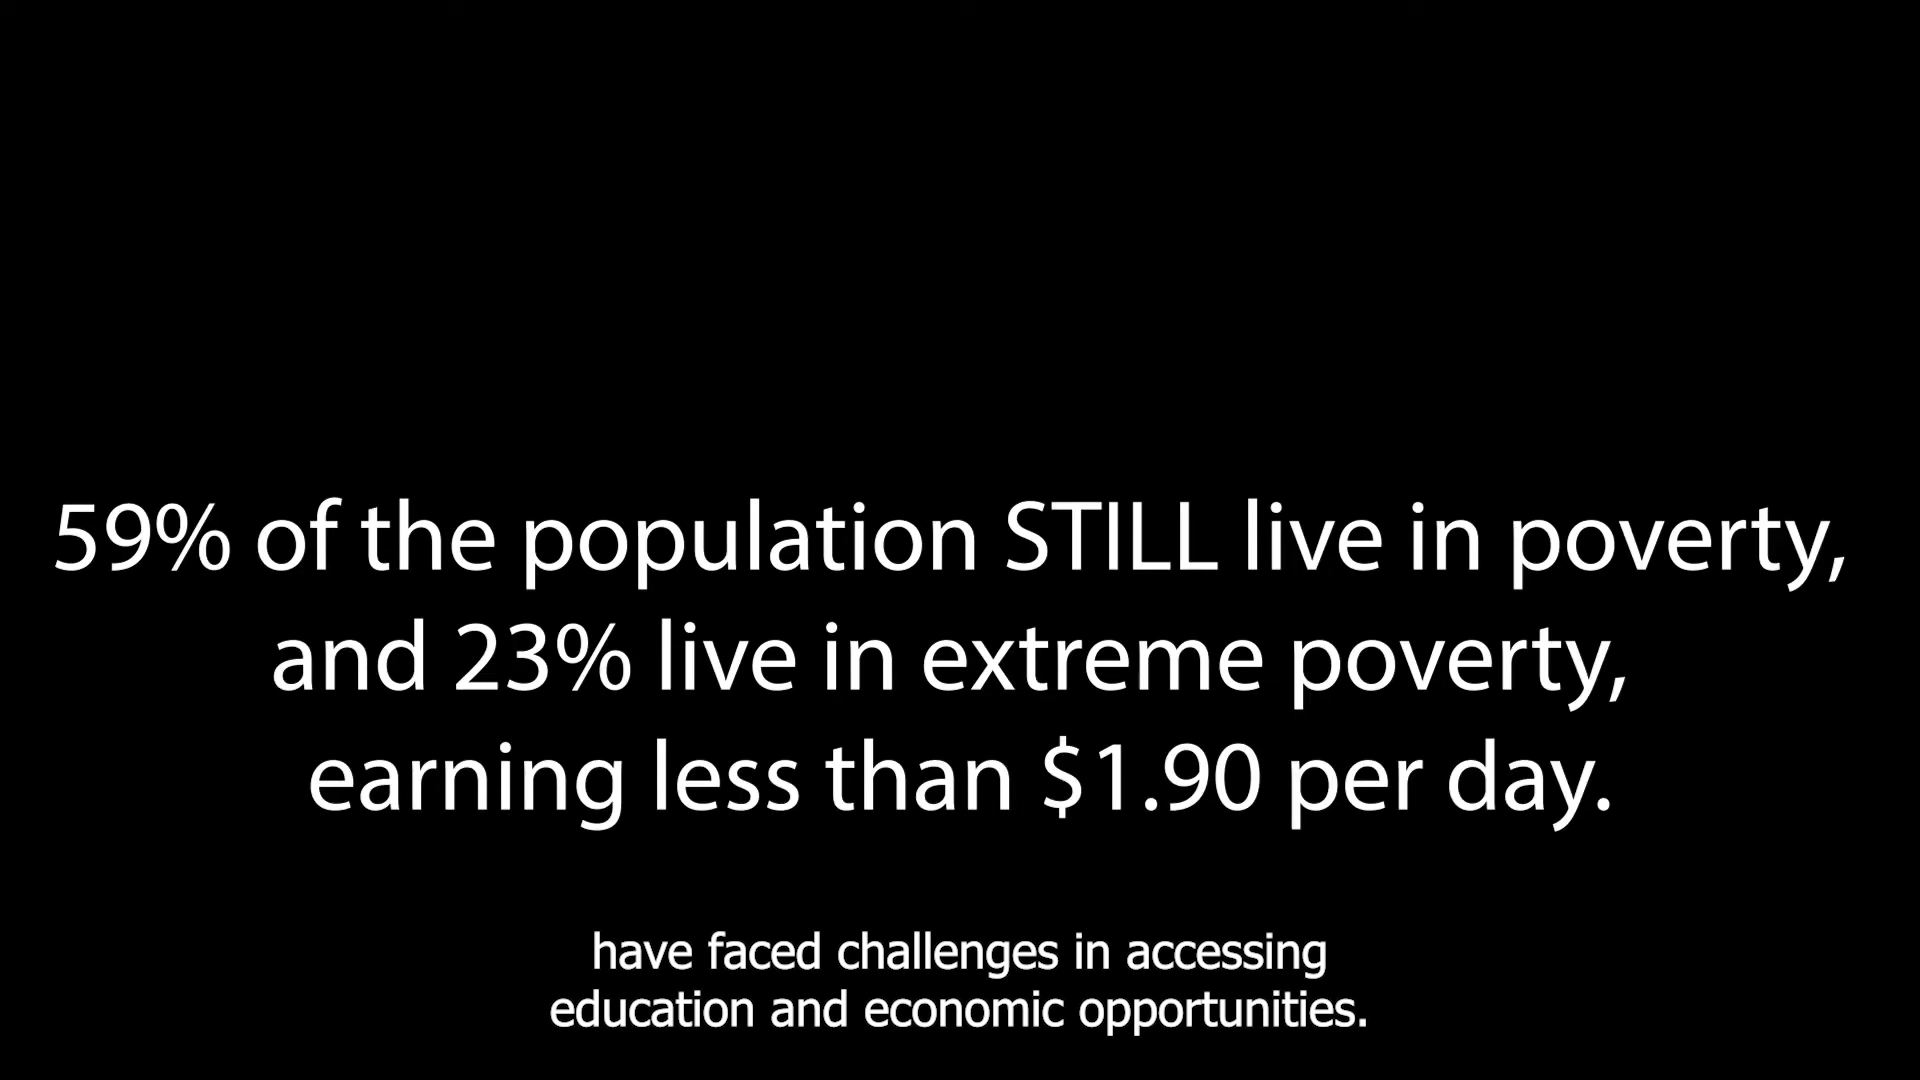 59% of the population STILL live in poverty,
and 23% live in extreme poverty,
earning less than $1.90 per day.
have faced challenges in accessing
education and economic opportunities.